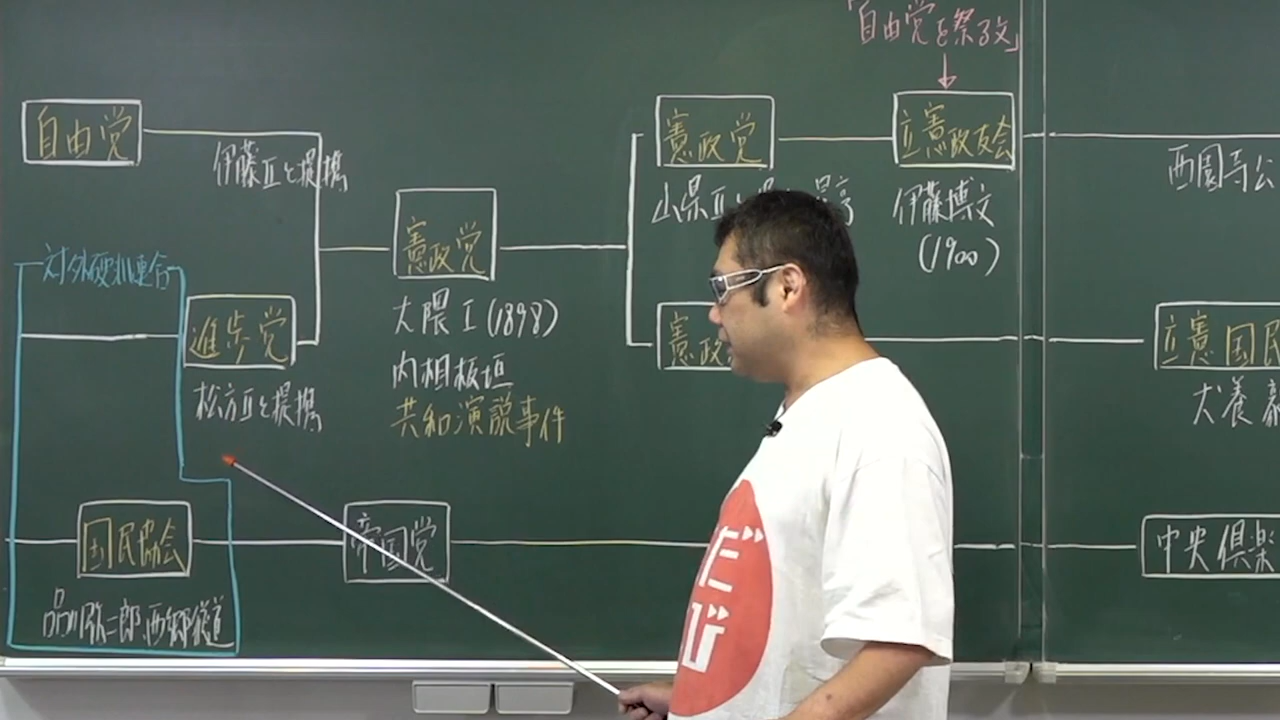 「自由党を祭る文」
自由党
伊藤Ⅱと提携
憲政党
山県Ⅱと
立憲政友会
伊藤博文
(1900)
西園寺公
対外硬派連合
進歩党
松方Ⅱと提携
憲政党
大隈Ⅰ(1898)
内相板垣
共和演説事件
憲政
立憲国民
犬養
国民協会
品川弥二郎、西郷従道
帝国党
中央倶楽